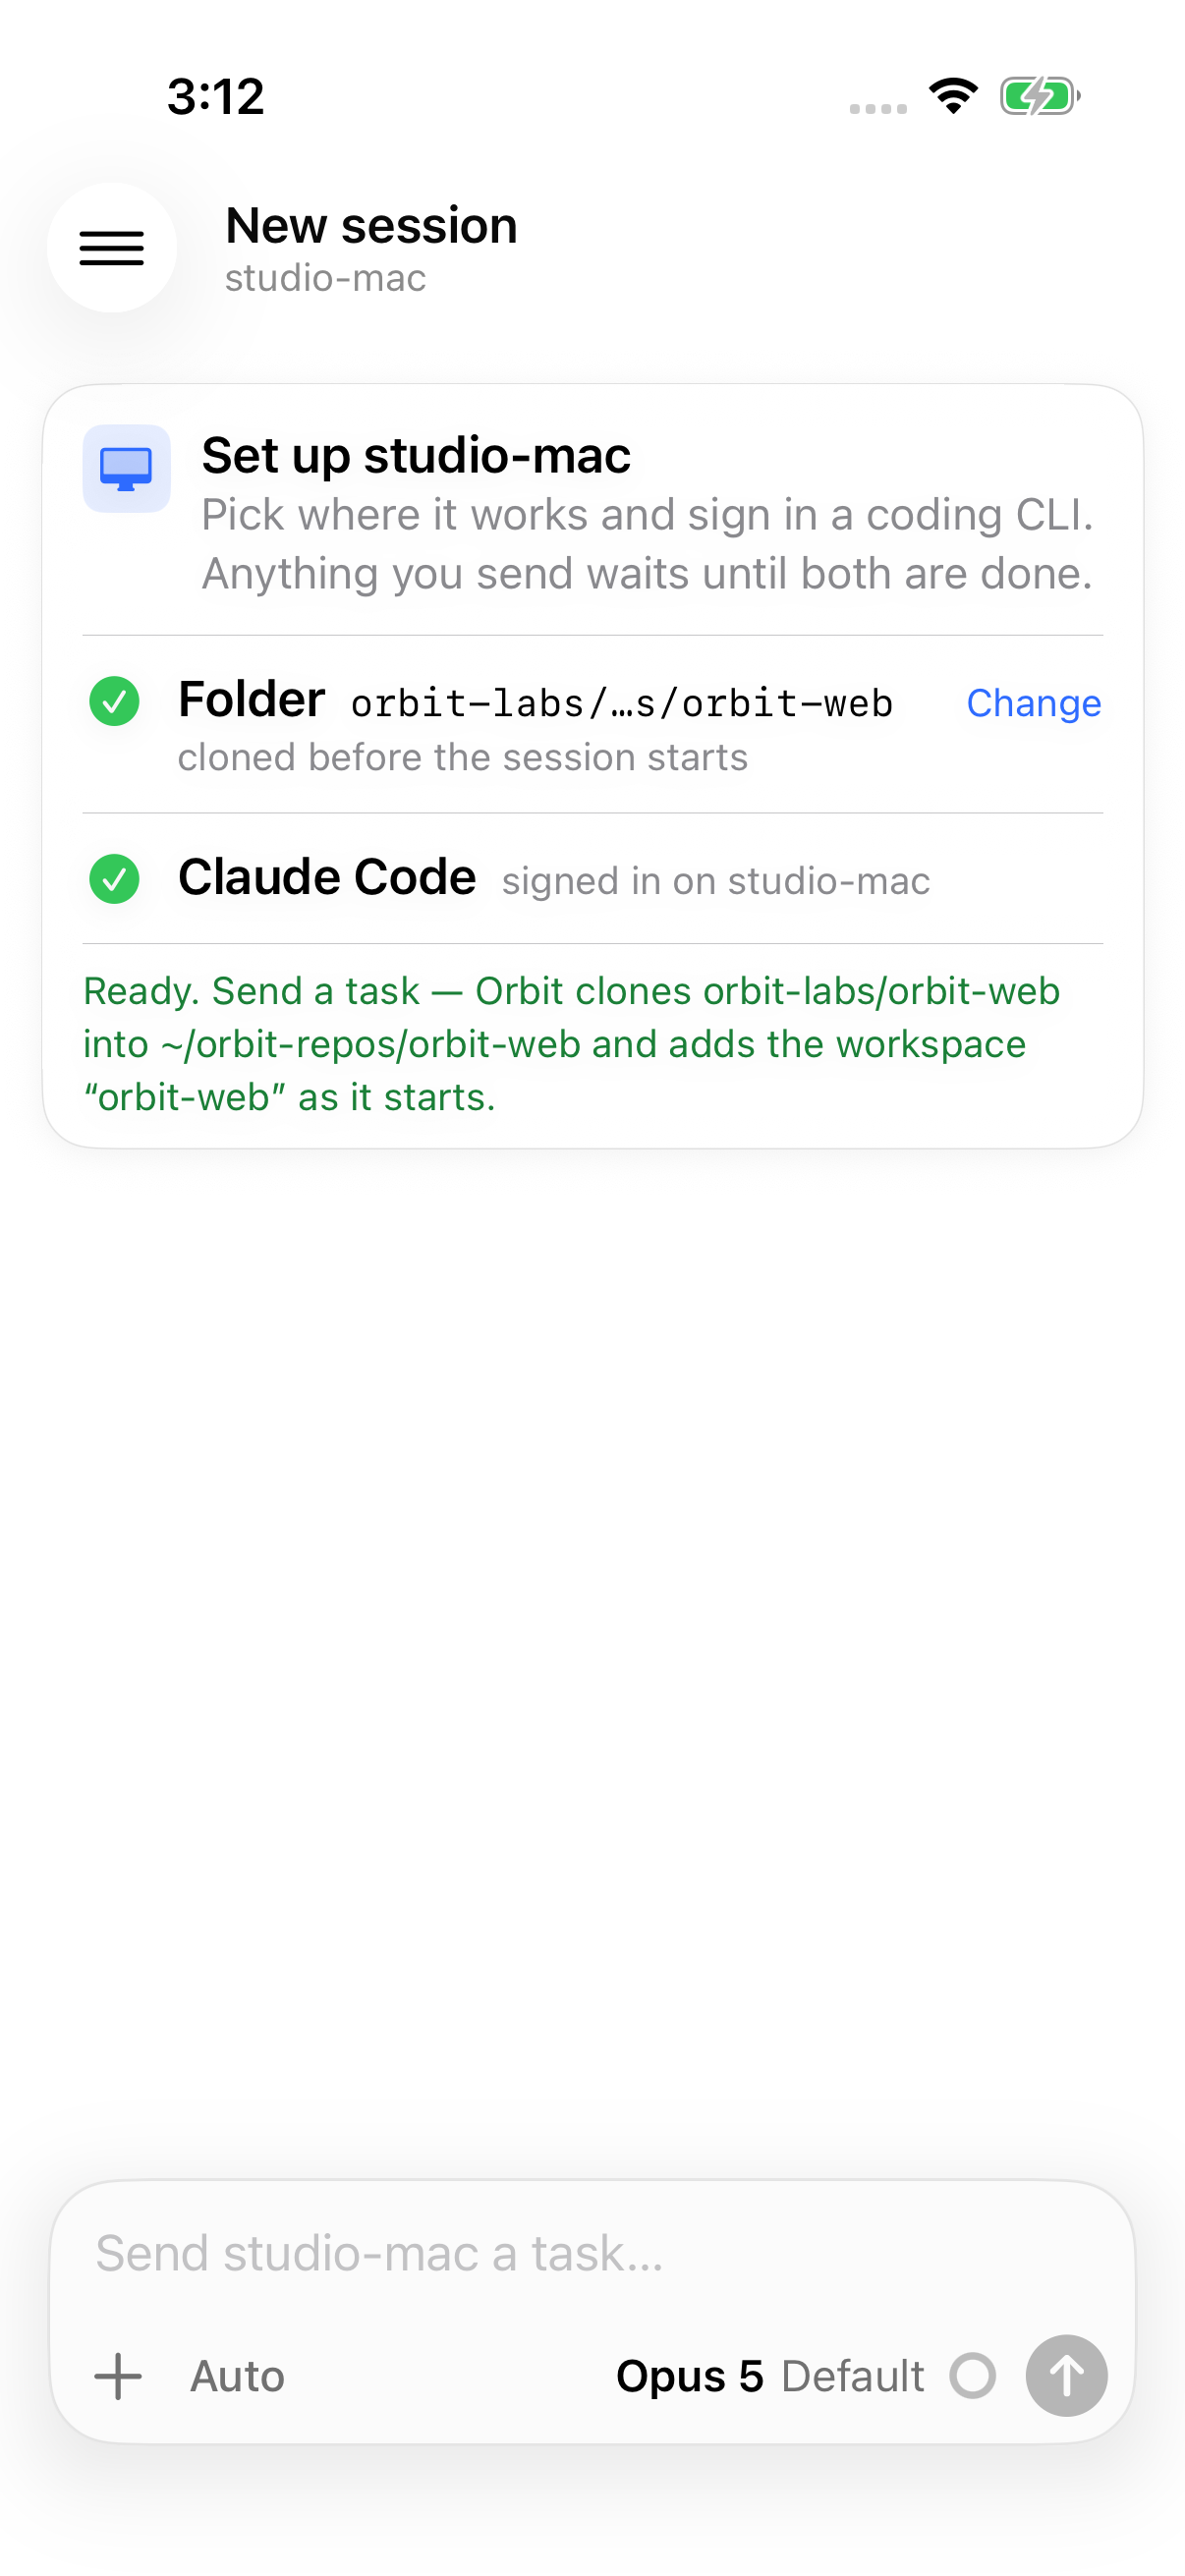 3:12
New session
studio-mac
Set up studio-mac
Pick where it works and sign in a coding CLI.
Anything you send waits until both are done.
Folder orbit-labs/…s/orbit-web Change
cloned before the session starts
Claude Code signed in on studio-mac
Ready. Send a task — Orbit clones orbit-labs/orbit-web
into ~/orbit-repos/orbit-web and adds the workspace
“orbit-web” as it starts.
Send studio-mac a task...
Auto Opus 5 Default